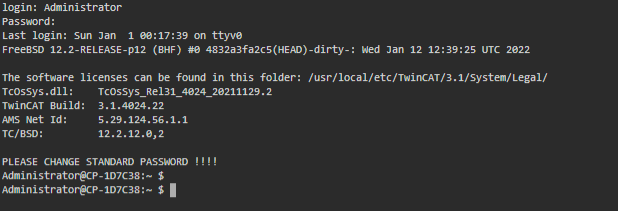 login: Administrator
Password:
Last login: Sun Jan  1 00:17:39 on ttyv0
FreeBSD 12.2-RELEASE-p12 (BHF) #0 4832a3fa2c5(HEAD)-dirty-: Wed Jan 12 12:39:25 UTC 2022
The software licenses can be found in this folder: /usr/local/etc/TwinCAT/3.1/System/Legal/
TcOsSys.dll:    TcOsSys_Rel31_4024_20211129.2
TwinCAT Build:  3.1.4024.22
AMS Net Id:     5.29.124.56.1.1
TC/BSD:         12.2.12.0,2
PLEASE CHANGE STANDARD PASSWORD !!!!
Administrator@CP-1D7C38:~ $
Administrator@CP-1D7C38:~ $